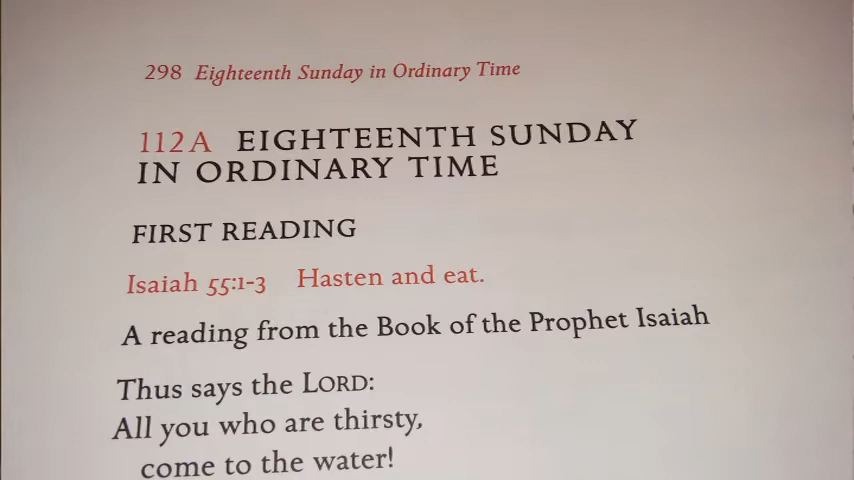 298 Eighteenth Sunday in Ordinary Time
112A EIGHTEENTH SUNDAY
IN ORDINARY TIME
FIRST READING
Isaiah 55:1-3 Hasten and eat.
A reading from the Book of the Prophet Isaiah
Thus says the LORD:
All you who are thirsty,
come to the water!